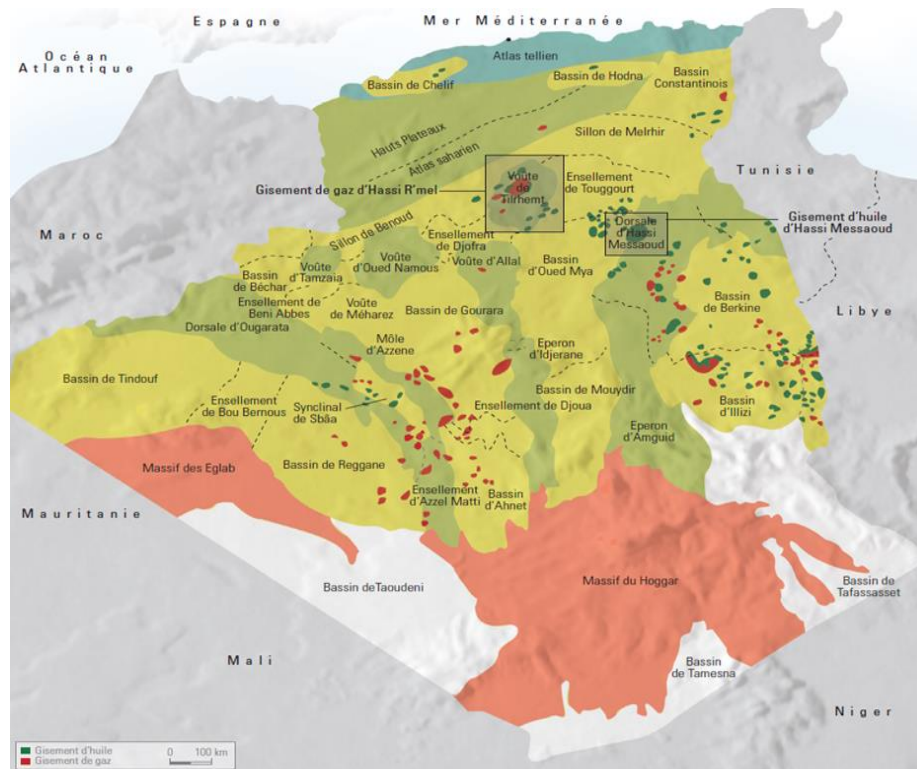 Espagne
Mer Méditerranée
Océan
Atlantique
Atlas tellien
Bassin de Chelif
Bassin de Hodna
Bassin
Constantinois
Hauts Plateaux
Atlas saharien
Sillon de Melrhir
Tunisie
Gisement de gaz d'Hassi R'mel
Voûte
de
Tilrhemt
Ensellement
de Touggourt
Maroc
Sillon de Benoud
Ensellement
de Djofra
Dorsale
d'Hassi
Messaoud
Gisement d'huile
d'Hassi Messaoud
Bassin
de Béchar
Voûte
d'Tamzaia
Voûte
d'Oued Namous
Voûte d'Allal
Bassin
d'Oued Mya
Ensellement de
Beni Abbes
Voûte
de Méharez
Bassin de Gourara
Bassin
de Berkine
Libye
Dorsale d'Ougarata
Môle
d'Azzene
Eperon
d'Idjerane
Bassin de Tindouf
Ensellement
de Bou Bernous
Synclinal
de Sbâa
Ensellement de Djoua
Bassin de Mouydir
Bassin
d'Illizi
Eperon
d'Amguid
Massif des Eglab
Bassin de Reggane
Ensellement
d'Azzel Matti
Bassin
d'Ahnet
Mauritanie
Bassin deTaoudeni
Massif du Hoggar
Bassin de
Tafassasset
Mali
Bassin
de Tamesna
Niger
Gisement d'huile
Gisement de gaz
0 100 km